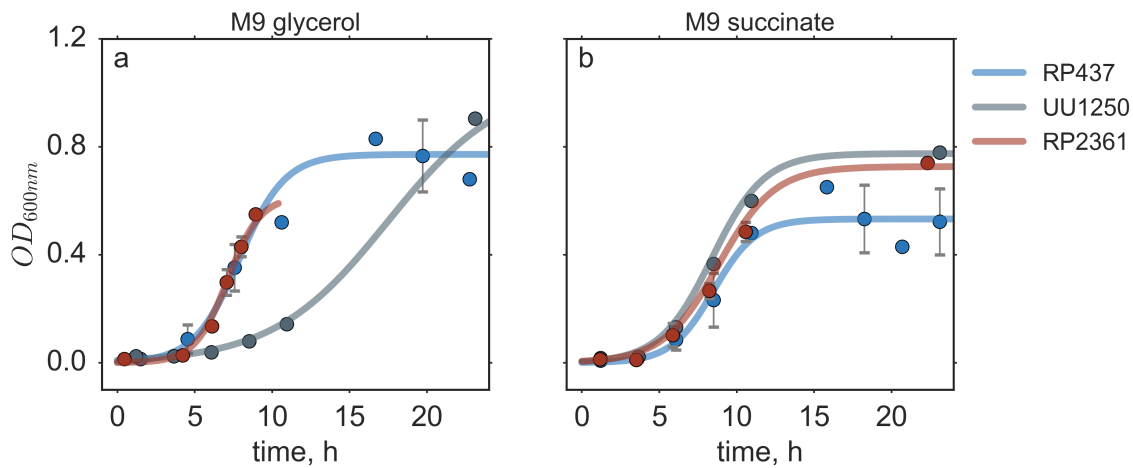 M9 glycerol
M9 succinate
1.2
0.8
0.4
0.0
OD600nm
a
b
RP437
UU1250
RP2361
0 5 10 15 20
0 5 10 15 20
time, h
time, h